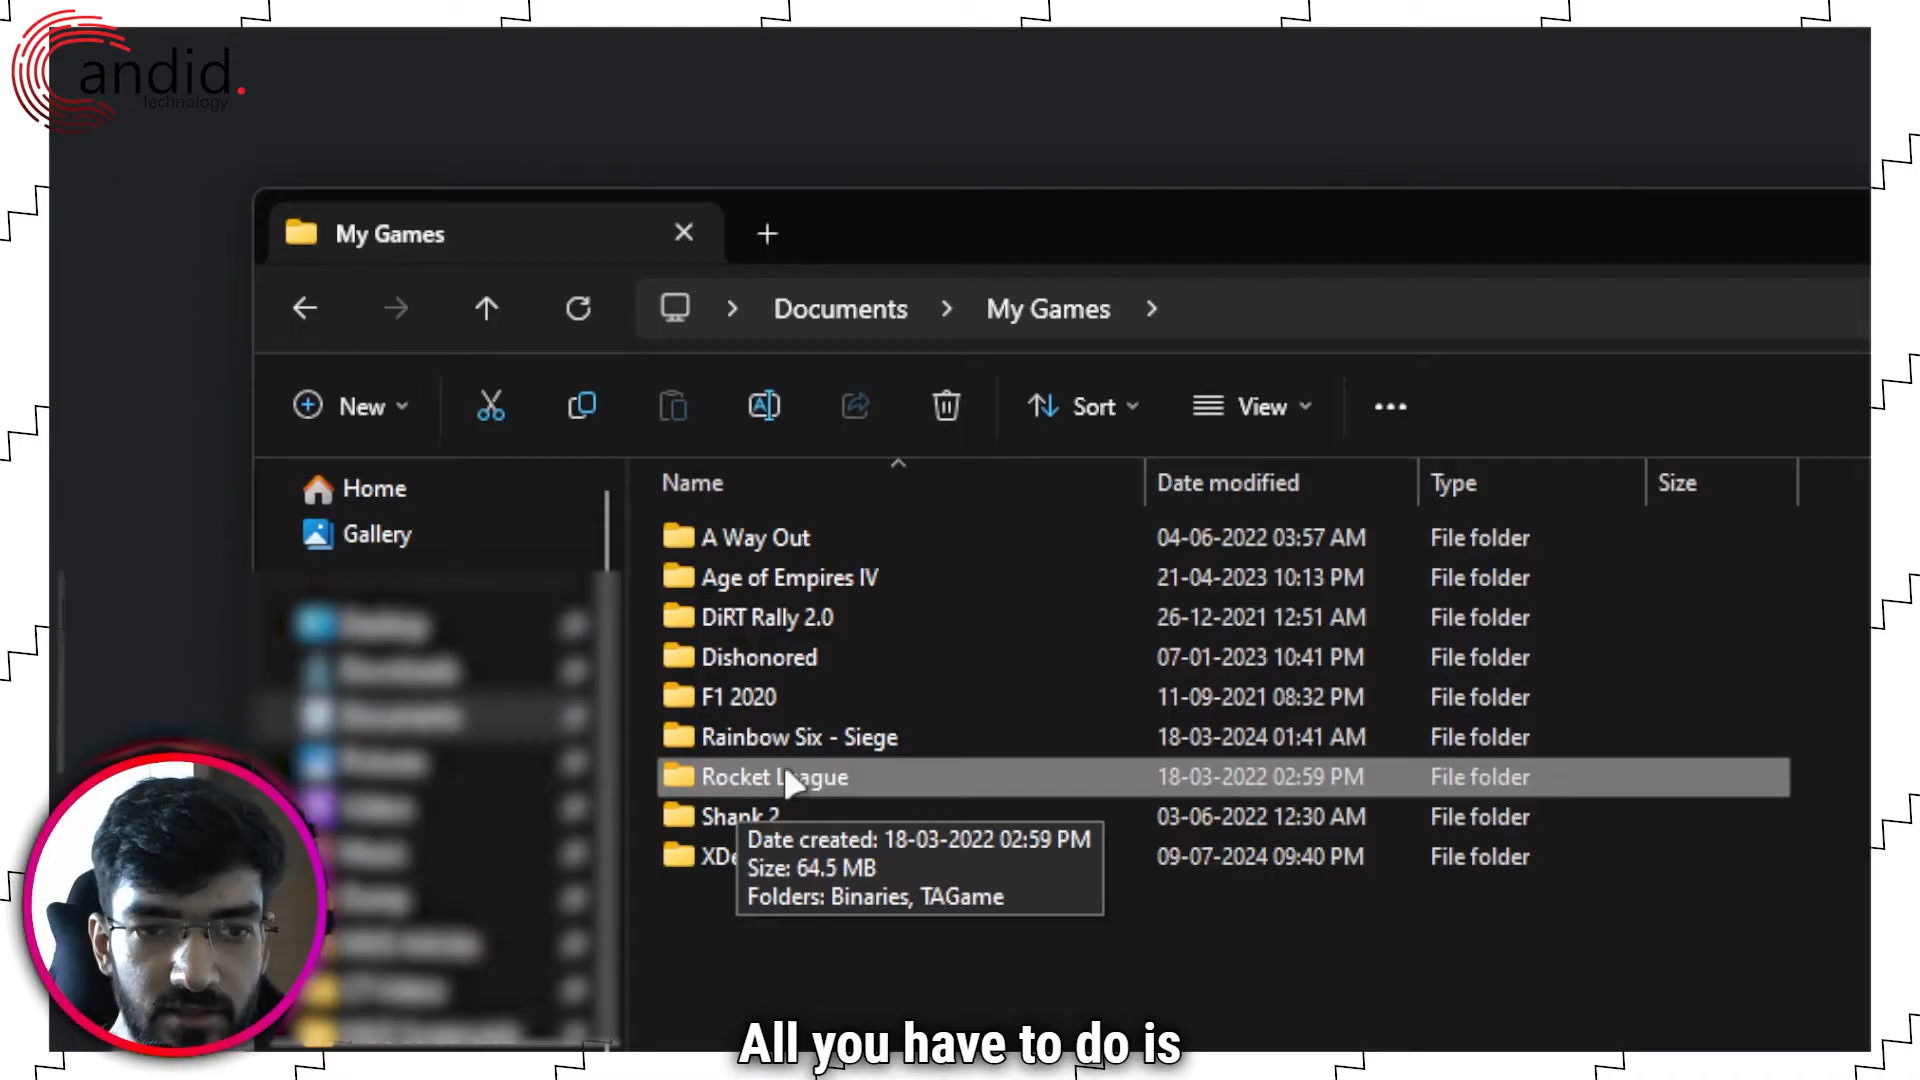 Candid.
Technology
My Games
Documents
My Games
New
Sort
View
Home
Gallery
Name
Date modified
Type
Size
A Way Out
04-06-2022 03:57 AM
File folder
Age of Empires IV
21-04-2023 10:13 PM
File folder
DiRT Rally 2.0
26-12-2021 12:51 AM
File folder
Dishonored
07-01-2023 10:41 PM
File folder
F1 2020
11-09-2021 08:32 PM
File folder
Rainbow Six - Siege
18-03-2024 01:41 AM
File folder
Rocket League
18-03-2022 02:59 PM
File folder
Shank 2
03-06-2022 12:30 AM
File folder
09-07-2024 09:40 PM
File folder
Date created: 18-03-2022 02:59 PM
Size: 64.5 MB
Folders: Binaries, TAGame
All you have to do is